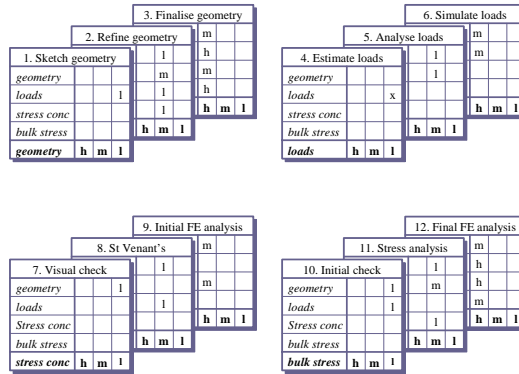 3. Finalise geometry
m
h
m
h
h m l
2. Refine geometry
l
m
l
l
h m l
1. Sketch geometry
geometry
loads l
stress conc
bulk stress
geometry h m l
6. Simulate loads
m
m
h m l
5. Analyse loads
l
l
h m l
4. Estimate loads
geometry
loads x
stress conc
bulk stress
loads h m l
9. Initial FE analysis
m
m
h m l
8. St Venant's
l
l
h m l
7. Visual check
geometry l
loads
Stress conc
bulk stress
stress conc h m l
12. Final FE analysis
m
h
h
m
h m l
11. Stress analysis
l
m
l
h m l
10. Initial check
geometry l
loads l
Stress conc
bulk stress
bulk stress h m l